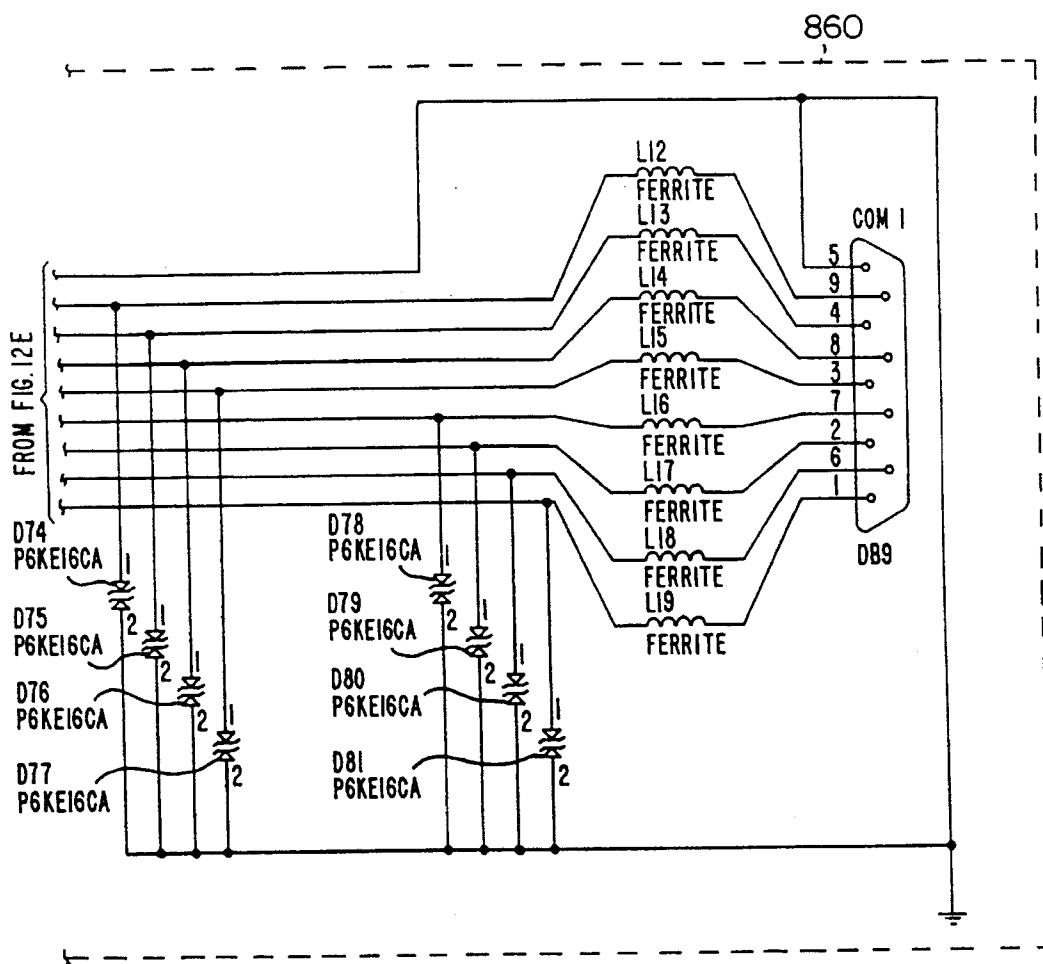 860
L12
FERRITE
L13
FERRITE
L14
FERRITE
L15
FERRITE
L16
FERRITE
L17
FERRITE
L18
FERRITE
L19
FERRITE
COM 1
5
9
4
8
3
7
2
6
1
DB9
FROM FIG. 12E
D74
P6KE16CA
1
2
D75
P6KE16CA
1
2
D76
P6KE16CA
1
2
D77
P6KE16CA
1
2
D78
P6KE16CA
1
2
D79
P6KE16CA
1
2
D80
P6KE16CA
1
2
D81
P6KE16CA
1
2